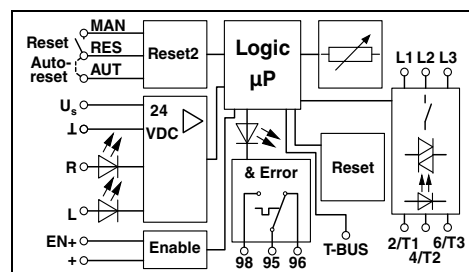 MAN
Reset
RES
Reset2
Auto-
reset
AUT
Logic
µP
L1 L2 L3
Us
⊥
24
VDC
R
L
& Error
Reset
EN+
+
Enable
98 95 96
T-BUS
2/T1 6/T3
4/T2